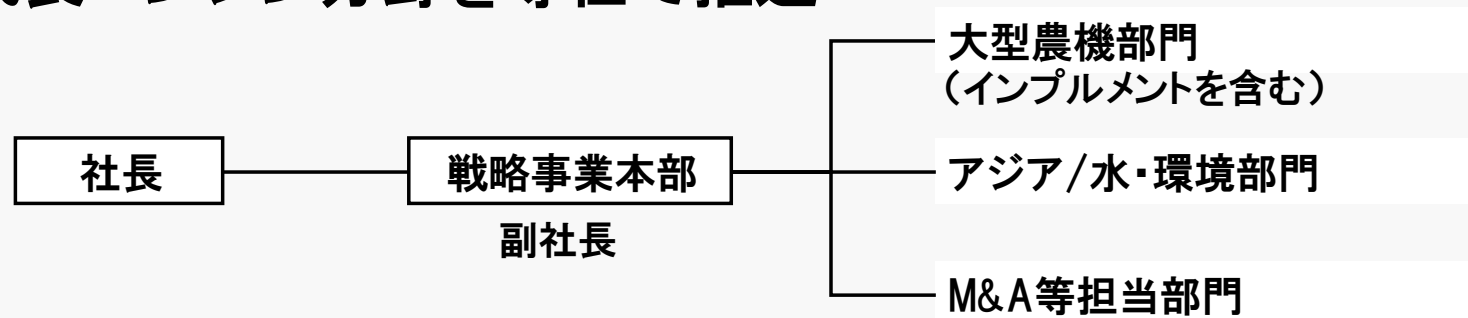 大型農機部門
（インプルメントを含む）
社長
戦略事業本部
副社長
アジア/水・環境部門
M&A等担当部門